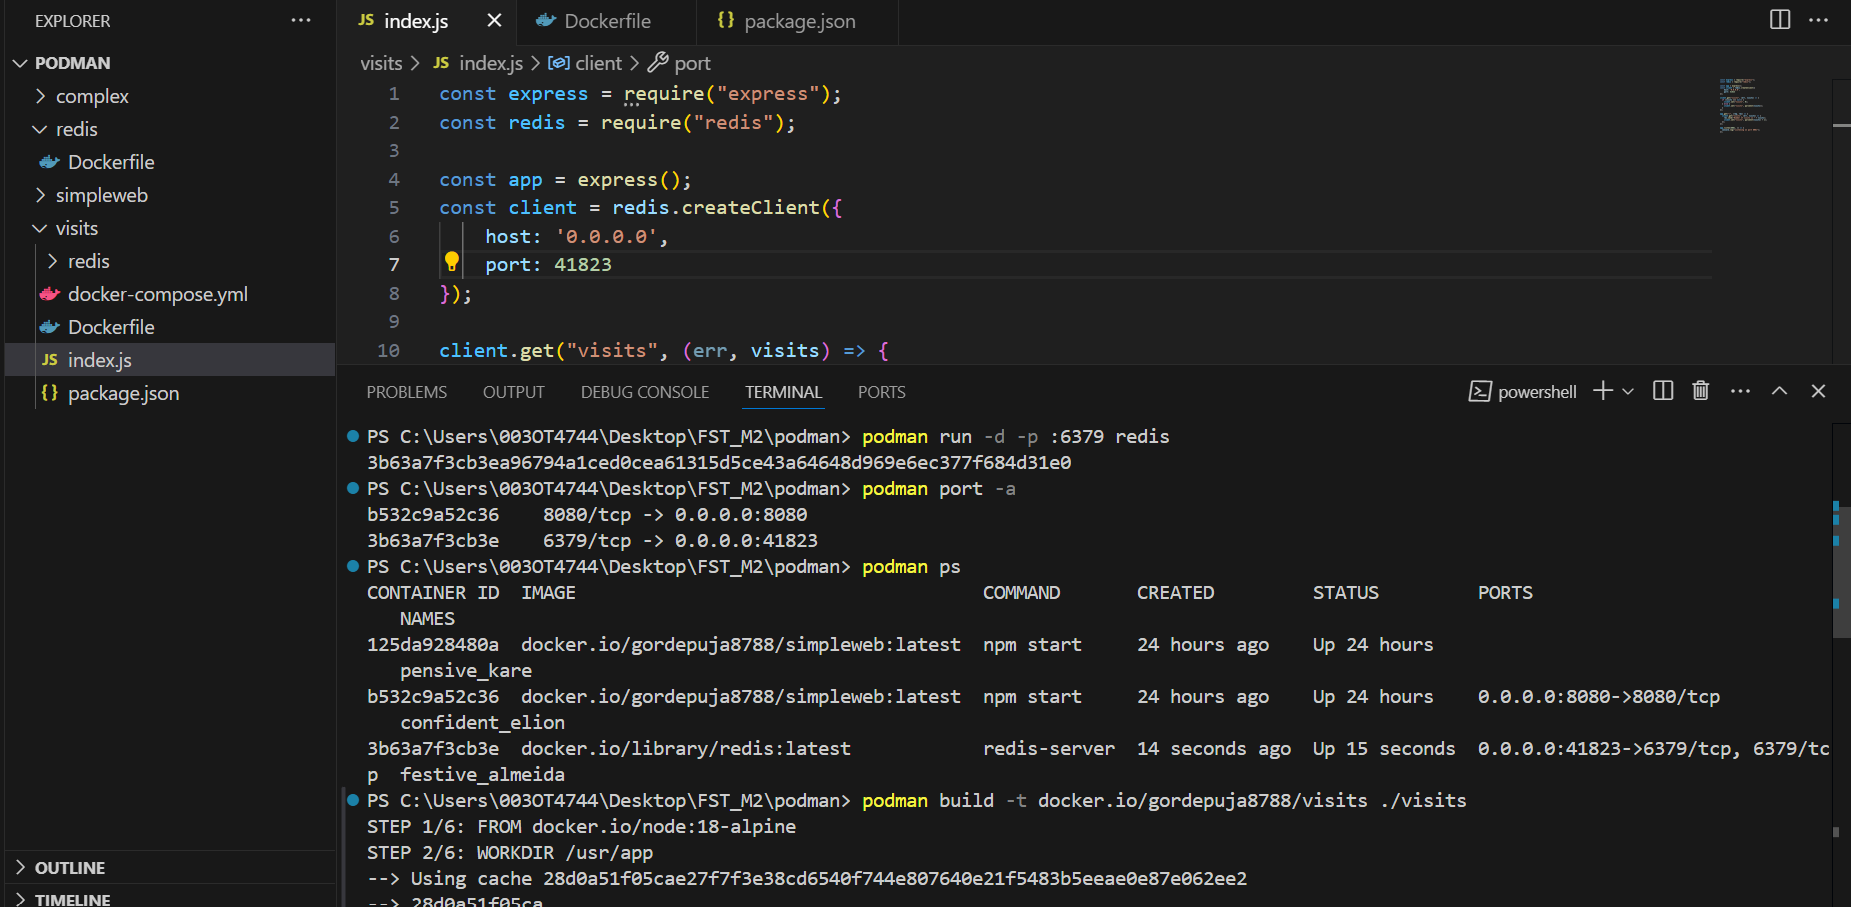 EXPLORER ···
PODMAN
complex
redis
Dockerfile
simpleweb
visits
redis
docker-compose.yml
Dockerfile
JS index.js
{} package.json
OUTLINE
TIMELINE
JS index.js
Dockerfile
{} package.json
visits > JS index.js > client > port
1 const express = require("express");
2 const redis = require("redis");
3
4 const app = express();
5 const client = redis.createClient({
6 host: '0.0.0.0',
7 port: 41823
8 });
9
10 client.get("visits", (err, visits) => {
PROBLEMS OUTPUT DEBUG CONSOLE TERMINAL PORTS powershell
PS C:\Users\003OT4744\Desktop\FST_M2\podman> podman run -d -p :6379 redis
3b63a7f3cb3ea96794a1ced0cea61315d5ce43a64648d969e6ec377f684d31e0
PS C:\Users\003OT4744\Desktop\FST_M2\podman> podman port -a
b532c9a52c36 8080/tcp -> 0.0.0.0:8080
3b63a7f3cb3e 6379/tcp -> 0.0.0.0:41823
PS C:\Users\003OT4744\Desktop\FST_M2\podman> podman ps
CONTAINER ID IMAGE COMMAND CREATED STATUS PORTS
NAMES
125da928480a docker.io/gordepuja8788/simpleweb:latest npm start 24 hours ago Up 24 hours
pensive_kare
b532c9a52c36 docker.io/gordepuja8788/simpleweb:latest npm start 24 hours ago Up 24 hours 0.0.0.0:8080->8080/tcp
confident_elion
3b63a7f3cb3e docker.io/library/redis:latest redis-server 14 seconds ago Up 15 seconds 0.0.0.0:41823->6379/tcp, 6379/tc
p festive_almeida
PS C:\Users\003OT4744\Desktop\FST_M2\podman> podman build -t docker.io/gordepuja8788/visits ./visits
STEP 1/6: FROM docker.io/node:18-alpine
STEP 2/6: WORKDIR /usr/app
--> Using cache 28d0a51f05cae27f7f3e38cd6540f744e807640e21f5483b5eeae0e87e062ee2
--> 28d0a51f05ca